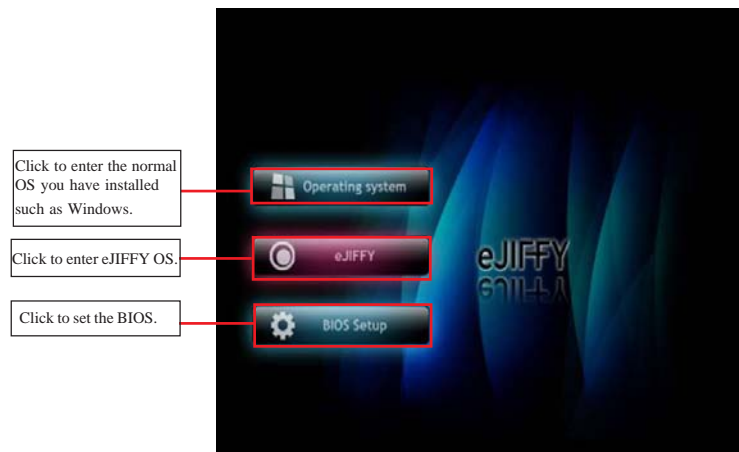 Click to enter the normal
OS you have installed
such as Windows.
Operating system
Click to enter eJIFFY OS.
eJIFFY
eJIFFY
Click to set the BIOS.
BIOS Setup